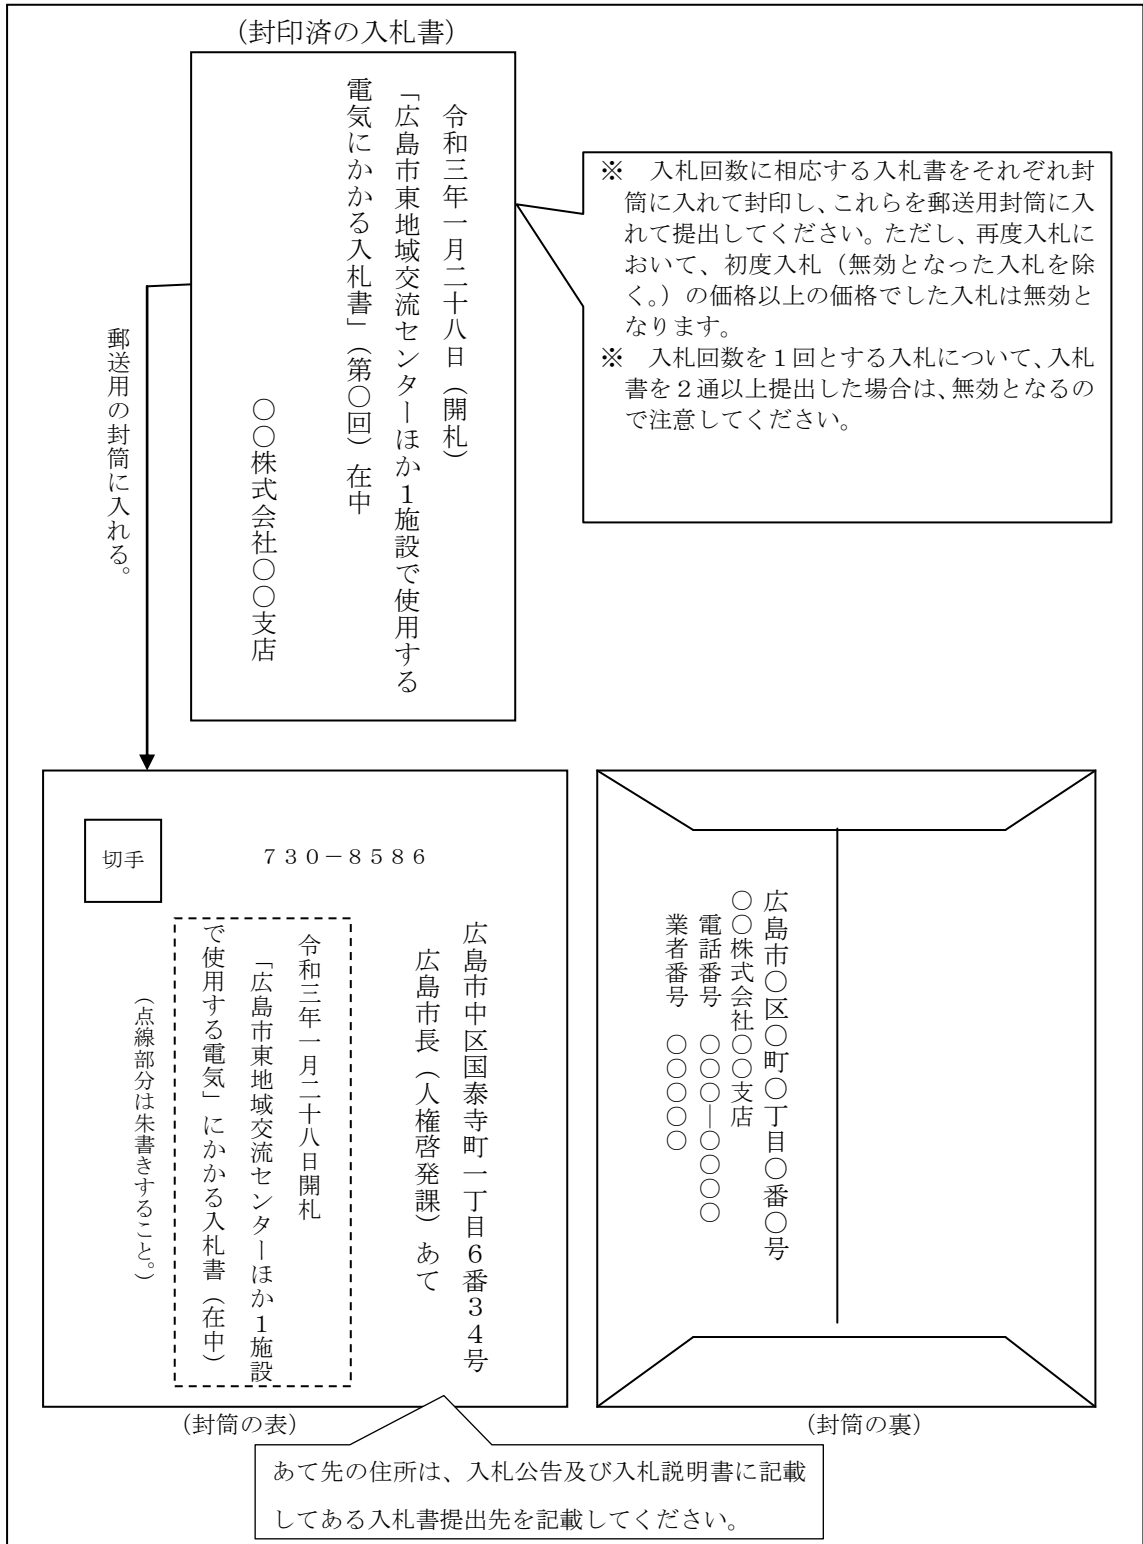 (封印済の入札書)
令和三年一月二十八日（開札）
「広島市東地域交流センターほか１施設で使用する
電気にかかる入札書」（第○回）在中
○○株式会社○○支店
※　入札回数に相応する入札書をそれぞれ封
筒に入れて封印し、これらを郵送用封筒に入
れて提出してください。ただし、再度入札に
おいて、初度入札（無効となった入札を除
く。）の価格以上の価格でした入札は無効と
なります。
※　入札回数を１回とする入札について、入札
書を２通以上提出した場合は、無効となるの
で注意してください。
郵送用の封筒に入れる。
切手
７３０－８５８６
広島市中区国泰寺町一丁目６番３４号
広島市長（人権啓発課）あて
令和三年一月二十八日開札
「広島市東地域交流センターほか１施設
で使用する電気」にかかる入札書（在中）
（点線部分は朱書きすること。）
(封筒の表)
広島市○区○町○丁目○番○号
○○株式会社○○支店
電話番号　○○○―○○○○
業者番号　○○○○○
(封筒の裏)
あて先の住所は、入札公告及び入札説明書に記載
してある入札書提出先を記載してください。